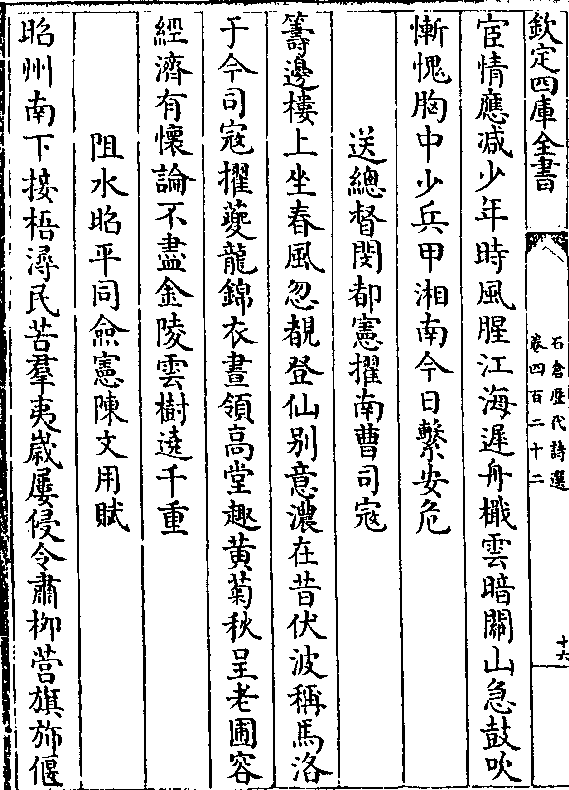 欽定四庫全書
石倉歷代詩選
卷四百二十二
十六
宦情應减少年時風腥江海遲舟檝雲暗關山急鼓吹
慚愧胸中少兵甲湘南今日繫安危
送總督閔都憲擢南曹司寇
籌邊樓上坐春風忽覩登仙别意濃在昔伏波稱馬洛
于今司寇擢夔龍錦衣晝領高堂趣黄菊秋呈老圃容
經濟有懷論不盡金陵雲樹遶千重
阻水昭平同僉憲陳文用賦
昭州南下接梧潯民苦羣夷嵗屢侵令肅栁營旗斾偃